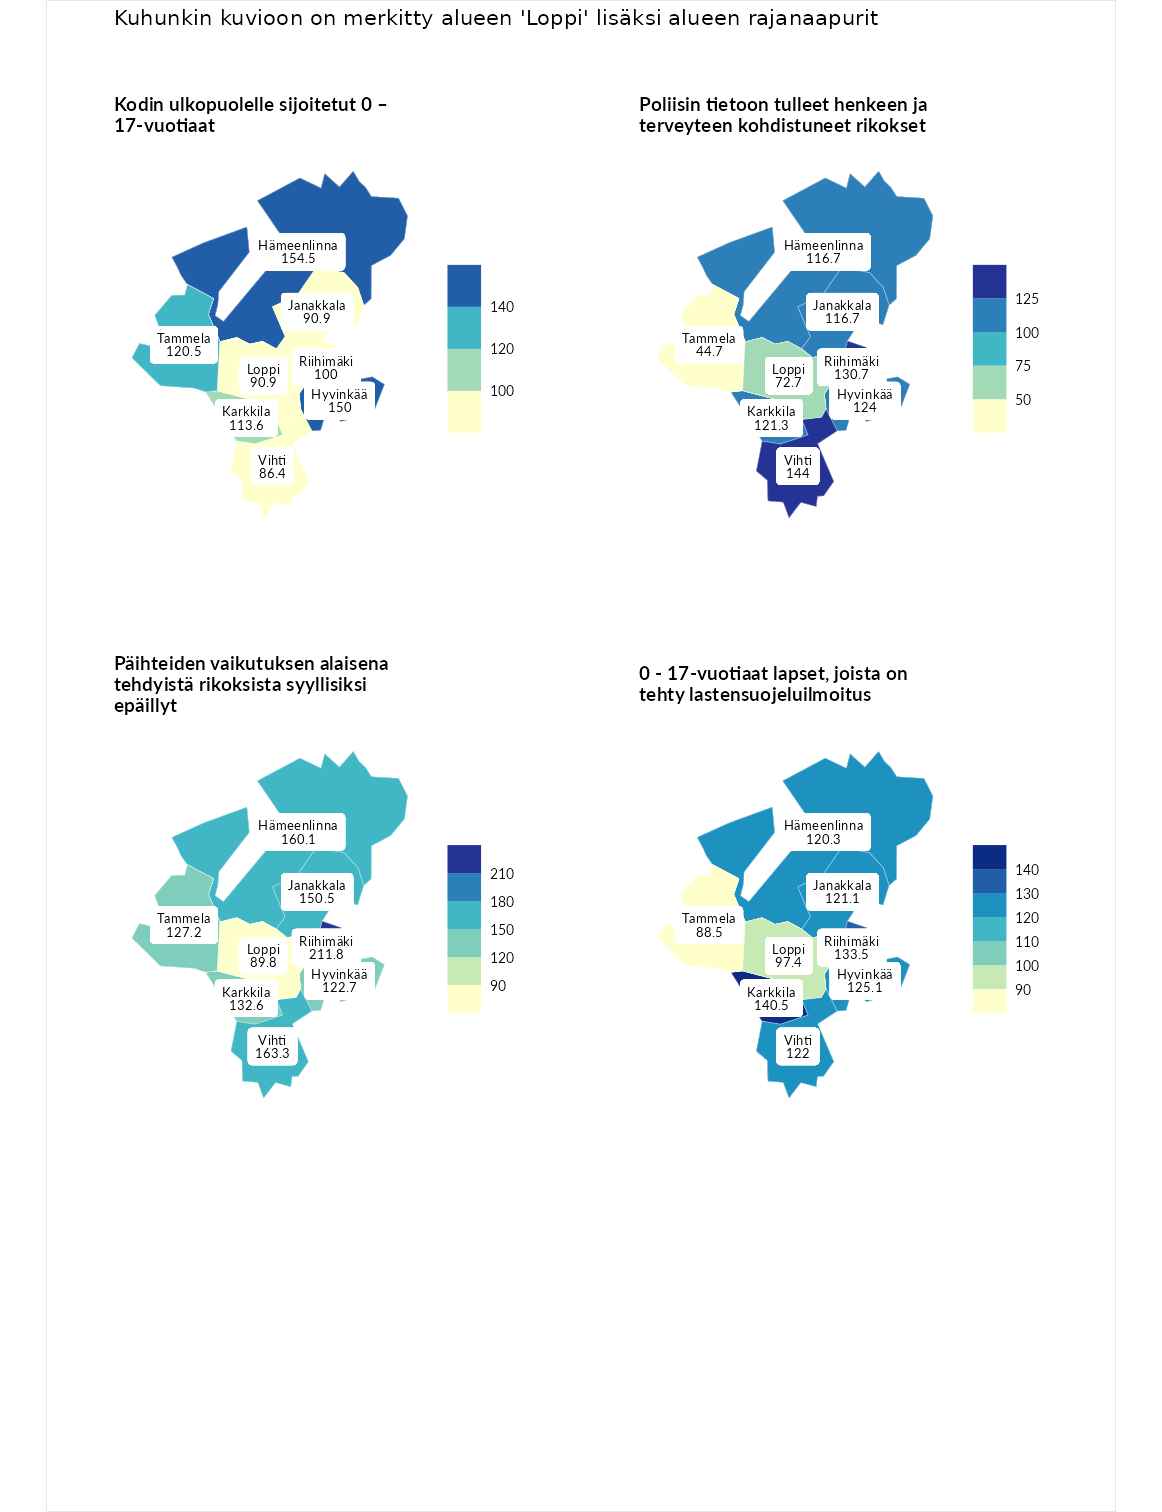 Kuhunkin kuvioon on merkitty alueen 'Loppi' lisäksi alueen rajanaapurit
Kodin ulkopuolelle sijoitetut 0 –
17-vuotiaat
Hämeenlinna
154.5
Janakkala
90.9
Tammela
120.5
Loppi
90.9
Riihimäki
100
Hyvinkää
150
Karkkila
113.6
Vihti
86.4
140
120
100
Poliisin tietoon tulleet henkeen ja
terveyteen kohdistuneet rikokset
Hämeenlinna
116.7
Janakkala
116.7
Tammela
44.7
Loppi
72.7
Riihimäki
130.7
Hyvinkää
124
Karkkila
121.3
Vihti
144
125
100
75
50
Päihteiden vaikutuksen alaisena
tehdyistä rikoksista syyllisiksi
epäillyt
Hämeenlinna
160.1
Janakkala
150.5
Tammela
127.2
Loppi
89.8
Riihimäki
211.8
Hyvinkää
122.7
Karkkila
132.6
Vihti
163.3
210
180
150
120
90
0 - 17-vuotiaat lapset, joista on
tehty lastensuojeluilmoitus
Hämeenlinna
120.3
Janakkala
121.1
Tammela
88.5
Loppi
97.4
Riihimäki
133.5
Hyvinkää
125.1
Karkkila
140.5
Vihti
122
140
130
120
110
100
90